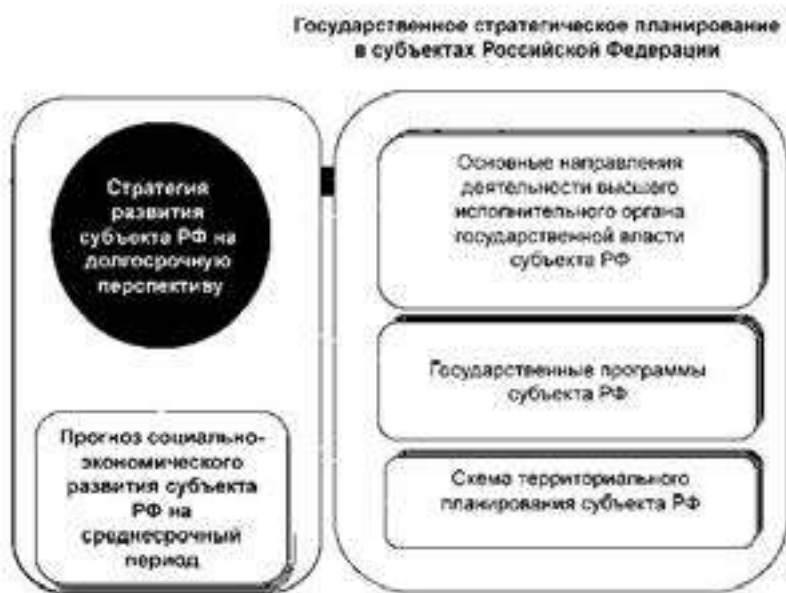 Государственное стратегическое планирование
в субъектах Российской Федерации
Стратегия
развития
субъекта РФ на
долгосрочную
перспективу
Прогноз социально-
экономического
развития субъекта
РФ на
среднесрочный
период
Основные направления
деятельности высшего
исполнительного органа
государственной власти
субъекта РФ
Государственные программы
субъекта РФ
Схема территориального
планирования субъекта РФ